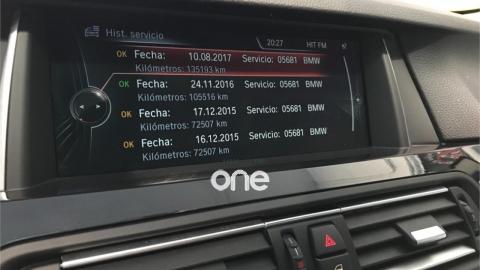 Hist. servicio
20:27 HIT FM
OK Fecha: 10.08.2017 Servicio: 05681 BMW
Kilómetros: 135193 km
OK Fecha: 24.11.2016 Servicio: 05681 BMW
Kilómetros: 105516 km
OK Fecha: 17.12.2015 Servicio: 05681 BMW
Kilómetros: 72507 km
OK Fecha: 16.12.2015 Servicio: 05681 BMW
Kilómetros: 72507 km
one